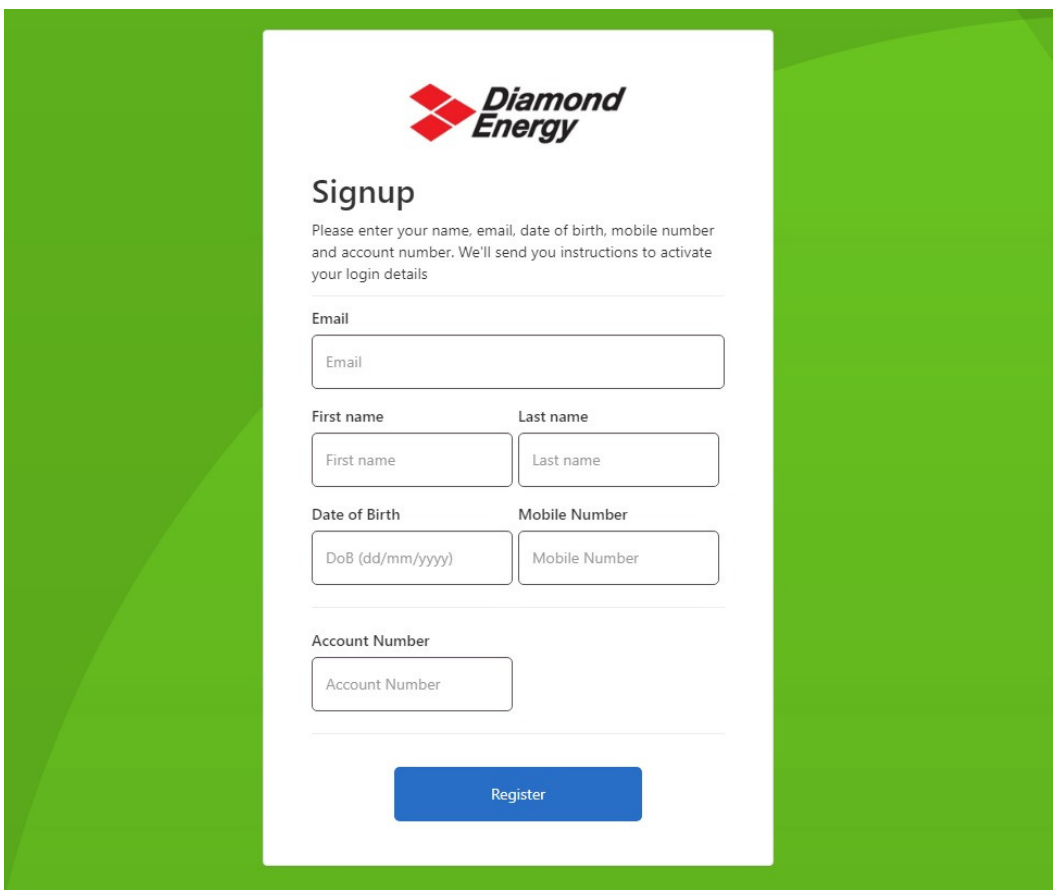 Diamond
Energy
Signup
Please enter your name, email, date of birth, mobile number
and account number. We'll send you instructions to activate
your login details
Email
Email
First name Last name
First name Last name
Date of Birth Mobile Number
DoB (dd/mm/yyyy) Mobile Number
Account Number
Account Number
Register